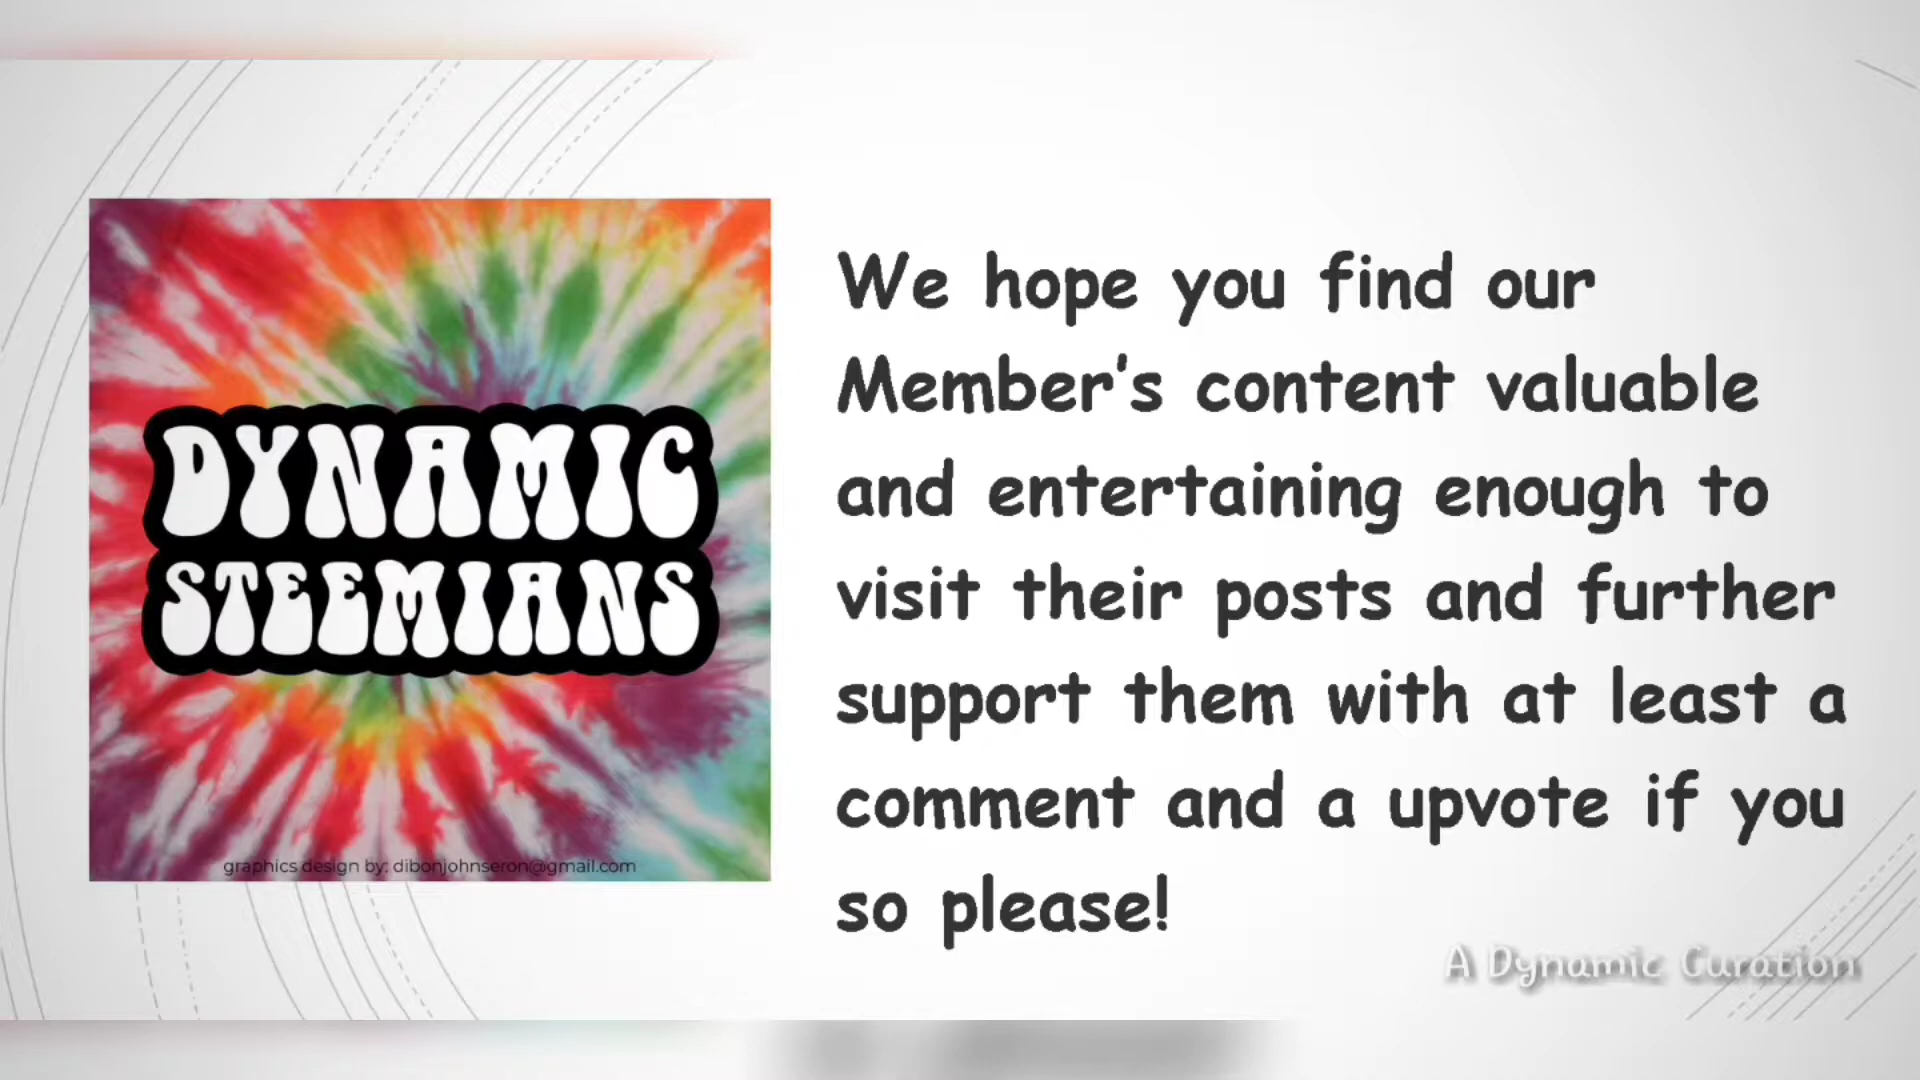 DYNAMIC
STEEMIANS
graphics design by: dibonjohnseron@gmail.com
We hope you find our
Member's content valuable
and entertaining enough to
visit their posts and further
support them with at least a
comment and a upvote if you
so please!
A Dynamic Curation